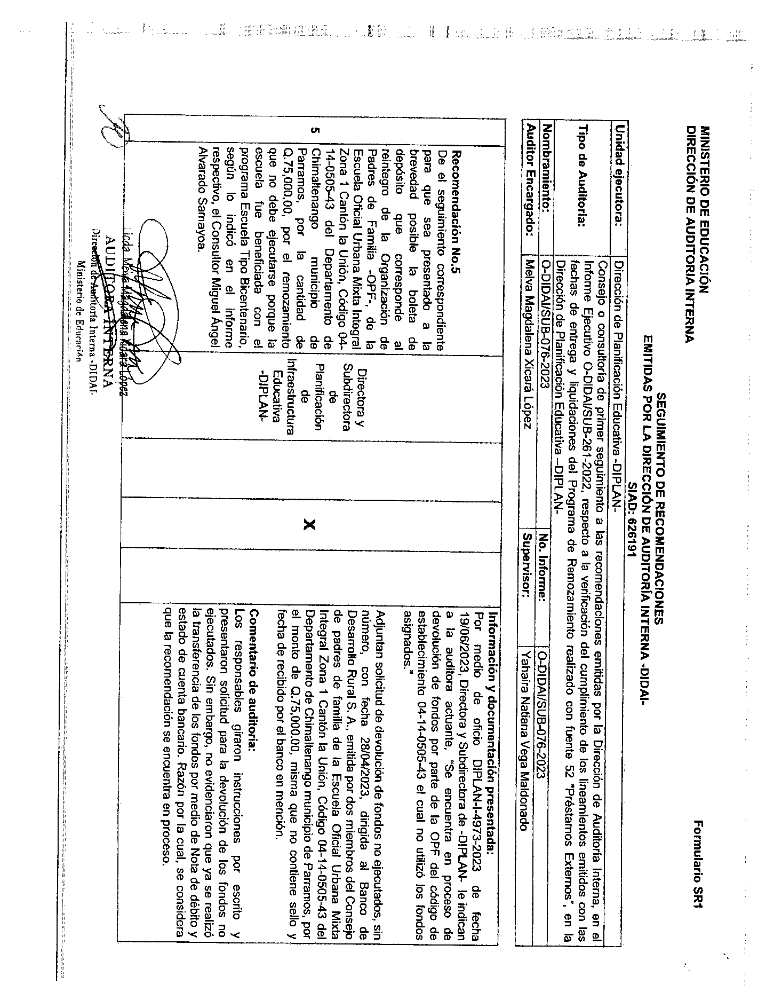 MINISTERIO DE EDUCACIÓN
DIRECCIÓN DE AUDITORIA INTERNA
Formulario SR1
SEGUIMIENTO DE RECOMENDACIONES
EMITIDAS POR LA DIRECCIÓN DE AUDITORÍA INTERNA -DIDAI-
SIAD: 626191
Unidad ejecutora: Dirección de Planificación Educativa -DIPLAN-
Tipo de Auditoria:
Consejo o consultoría de primer seguimiento a las recomendaciones emitidas por la Dirección de Auditoría Interna, en el
Informe Ejecutivo O-DIDAI/SUB-261-2022, respecto a la verificación del cumplimiento de los lineamientos emitidos con las
fechas de entrega y liquidaciones del Programa de Remozamiento realizado con fuente 52 "Préstamos Externos", en la
Dirección de Planificación Educativa –DIPLAN-
Nombramiento: O-DIDAI/SUB-076-2023 No. Informe: O-DIDAI/SUB-076-2023
Auditor Encargado: Melva Magdalena Xicará López Supervisor: Yahaira Natiana Vega Maldonado
5
Recomendación No.5
De el seguimiento correspondiente
para que sea presentado a la
brevedad posible la boleta de
depósito que corresponde al
reintegro de la Organización de
Padres de Familia -OPF-, de la
Escuela Oficial Urbana Mixta Integral
Zona 1 Cantón la Unión, Código 04-
14-0505-43 del Departamento de
Chimaltenango municipio de
Parramos, por la cantidad de
Q.75,000.00, por el remozamiento
que no debe ejecutarse porque la
escuela fue beneficiada con el
programa Escuela Tipo Bicentenario,
según lo indicó en el informe
respectivo, el Consultor Miguel Ángel
Alvarado Samayoa.
Directora y
Subdirectora
de
Planificación
de
Infraestructura
Educativa
-DIPLAN-
X
Información y documentación presentada:
Por medio de oficio DIPLAN-I-4973-2023 de fecha
19/06/2023, Directora y Subdirectora de -DIPLAN- le indican
a la auditora actuante, "Se encuentra en proceso de
devolución de fondos por parte de la OPF del código de
establecimiento 04-14-0505-43 el cual no utilizó los fondos
asignados."
Adjuntan solicitud de devolución de fondos no ejecutados, sin
número, con fecha 28/04/2023, dirigida al Banco de
Desarrollo Rural S. A., emitida por dos miembros del Consejo
de padres de familia de la Escuela Oficial Urbana Mixta
Integral Zona 1 Cantón la Unión, Código 04-14-0505-43 del
Departamento de Chimaltenango municipio de Parramos, por
el monto de Q.75,000.00, misma que no contiene sello y
fecha de recibido por el banco en mención.
Comentario de auditoria:
Los responsables giraron instrucciones por escrito y
presentaron solicitud para la devolución de los fondos no
ejecutados. Sin embargo, no evidenciaron que ya se realizó
la transferencia de los fondos por medio de Nota de débito y
estado de cuenta bancario. Razón por la cual, se considera
que la recomendación se encuentra en proceso.
Licda. Melva Magdalena Xicará López
AUDITORA INTERNA
Dirección de Auditoría Interna -DIDAI-
Ministerio de Educación